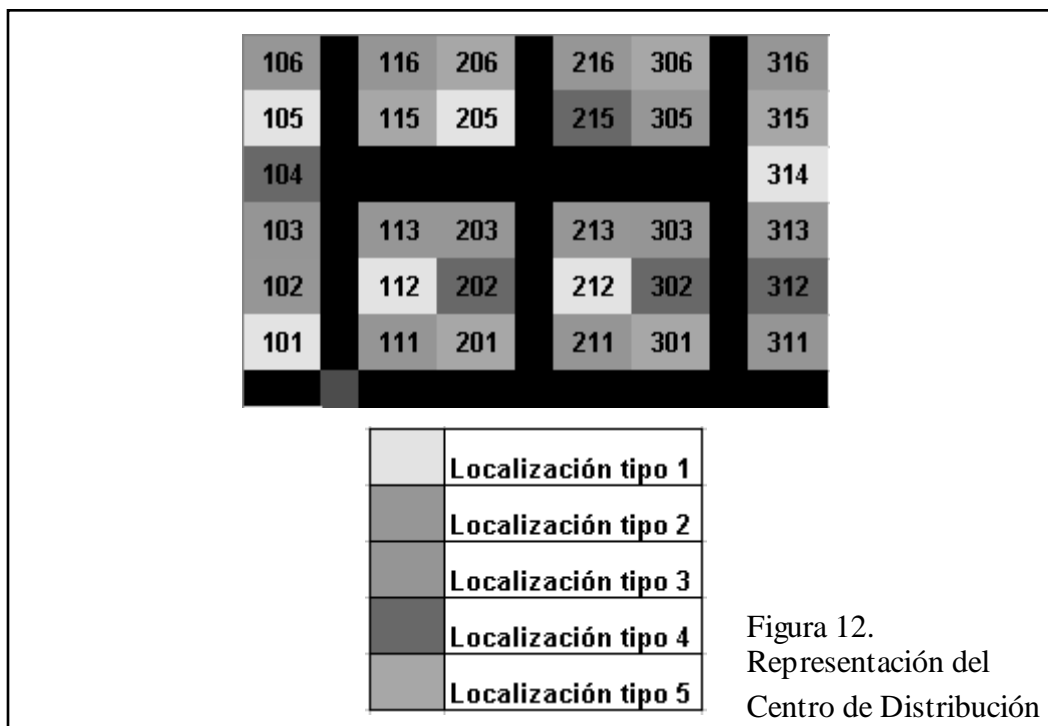 106 116 206 216 306 316
105 115 205 215 305 315
104 314
103 113 203 213 303 313
102 112 202 212 302 312
101 111 201 211 301 311
Localización tipo 1
Localización tipo 2
Localización tipo 3
Localización tipo 4
Localización tipo 5
Figura 12.
Representación del
Centro de Distribución